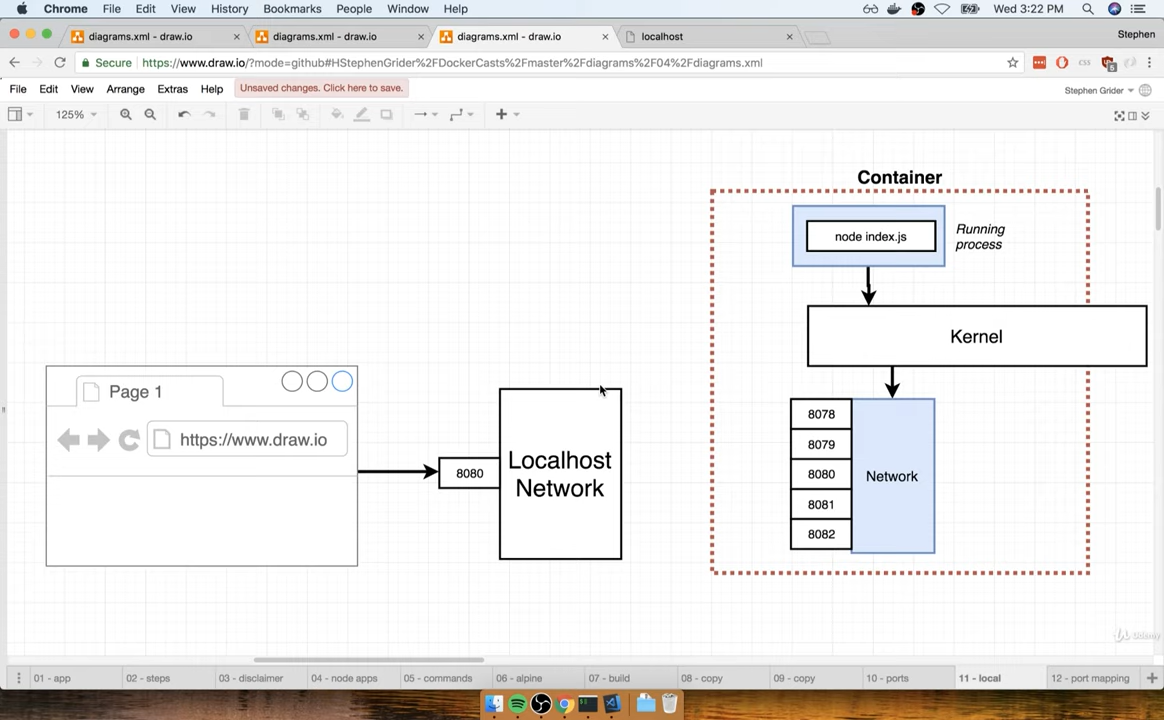 Chrome File Edit View History Bookmarks People Window Help Wed 3:22 PM
diagrams.xml - draw.io × diagrams.xml - draw.io × diagrams.xml - draw.io × localhost × Stephen
Secure https://www.draw.io/?mode=github#HStephenGrider%2FDockerCasts%2Fmaster%2Fdiagrams%2F04%2Fdiagrams.xml
File Edit View Arrange Extras Help Unsaved changes. Click here to save. Stephen Grider
125%
Container
node index.js
Running
process
Kernel
Page 1
https://www.draw.io
8080
Localhost
Network
8078
8079
8080
8081
8082
Network
Udemy
01 - app 02 - steps 03 - disclaimer 04 - node apps 05 - commands 06 - alpine 07 - build 08 - copy 09 - copy 10 - ports 11 - local 12 - port mapping